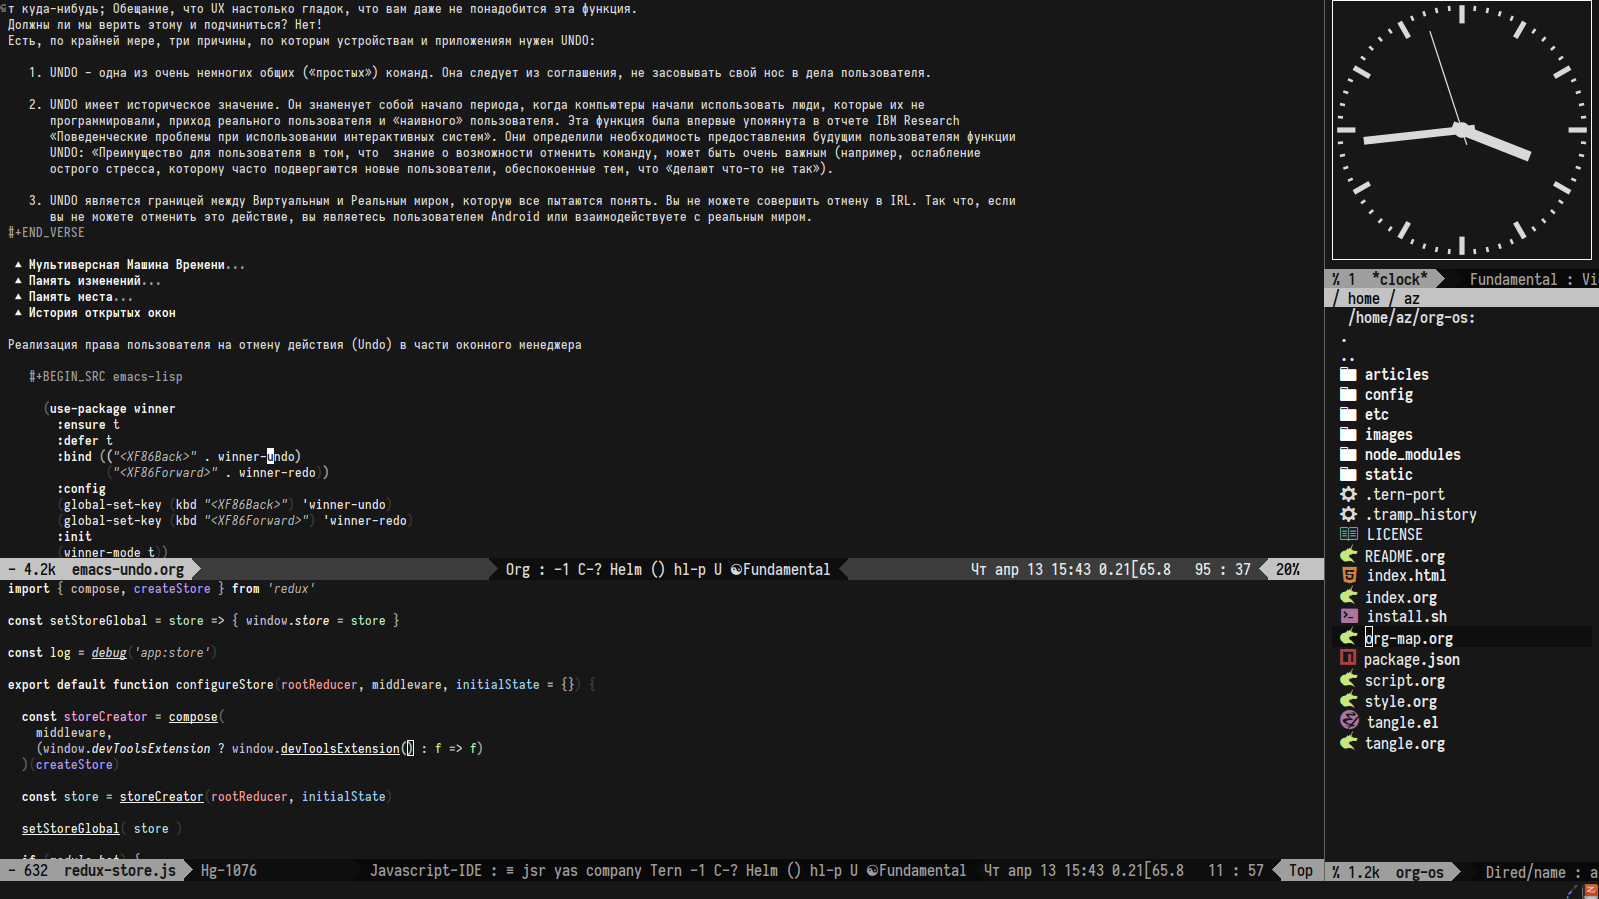 т куда-нибудь; Обещание, что UX настолько гладок, что вам даже не понадобится эта функция.
Должны ли мы верить этому и подчиниться? Нет!
Есть, по крайней мере, три причины, по которым устройствам и приложениям нужен UNDO:
1. UNDO – одна из очень немногих общих («простых») команд. Она следует из соглашения, не засовывать свой нос в дела пользователя.
2. UNDO имеет историческое значение. Он знаменует собой начало периода, когда компьютеры начали использовать люди, которые их не
программировали, приход реального пользователя и «наивного» пользователя. Эта функция была впервые упомянута в отчете IBM Research
«Поведенческие проблемы при использовании интерактивных систем». Они определили необходимость предоставления будущим пользователям функции
UNDO: «Преимущество для пользователя в том, что  знание о возможности отменить команду, может быть очень важным (например, ослабление
острого стресса, которому часто подвергаются новые пользователи, обеспокоенные тем, что «делают что-то не так»).
3. UNDO является границей между Виртуальным и Реальным миром, которую все пытаются понять. Вы не можете совершить отмену в IRL. Так что, если
вы не можете отменить это действие, вы являетесь пользователем Android или взаимодействуете с реальным миром.
#+END_VERSE
▲ Мультиверсная Машина Времени...
▲ Память изменений...
▲ Память места...
▲ История открытых окон
Реализация права пользователя на отмену действия (Undo) в части оконного менеджера
#+BEGIN_SRC emacs-lisp
(use-package winner
:ensure t
:defer t
:bind (("<XF86Back>" . winner-undo)
("<XF86Forward>" . winner-redo))
:config
(global-set-key (kbd "<XF86Back>") 'winner-undo)
(global-set-key (kbd "<XF86Forward>") 'winner-redo)
:init
(winner-mode t))
- 4.2k emacs-undo.org Org : -1 C-? Helm () hl-p U ☯Fundamental Чт апр 13 15:43 0.21[65.8 95 : 37 20%
import { compose, createStore } from 'redux'
const setStoreGlobal = store => { window.store = store }
const log = debug('app:store')
export default function configureStore(rootReducer, middleware, initialState = {}) {
const storeCreator = compose(
middleware,
(window.devToolsExtension ? window.devToolsExtension() : f => f)
)(createStore)
const store = storeCreator(rootReducer, initialState)
setStoreGlobal( store )
if (module.hot) {
- 632 redux-store.js Hg-1076 Javascript-IDE : ≡ jsr yas company Tern -1 C-? Helm () hl-p U ☯Fundamental Чт апр 13 15:43 0.21[65.8 11 : 57 Top
% 1 *clock* Fundamental : Vi
/ home / az
/home/az/org-os:
.
..
articles
config
etc
images
node_modules
static
.tern-port
.tramp_history
LICENSE
README.org
index.html
index.org
install.sh
org-map.org
package.json
script.org
style.org
tangle.el
tangle.org
% 1.2k org-os Dired/name : a